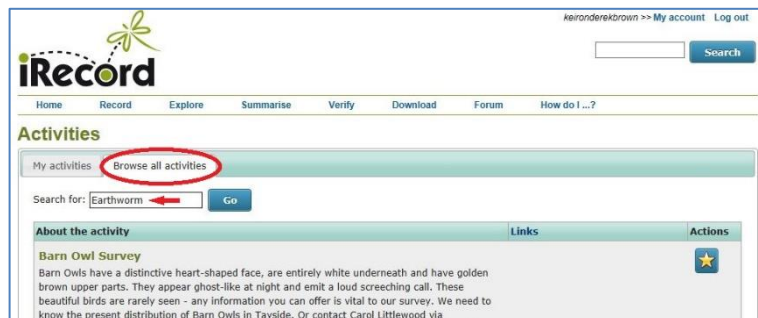 keironderekbrown >> My account Log out
iRecord
Search
Home Record Explore Summarise Verify Download Forum How do I ...?
Activities
My activities Browse all activities
Search for: Earthworm Go
About the activity Links Actions
Barn Owl Survey
Barn Owls have a distinctive heart-shaped face, are entirely white underneath and have golden
brown upper parts. They appear ghost-like at night and emit a loud screeching call. These
beautiful birds are rarely seen - any information you can offer is vital to our survey. We need to
know the present distribution of Barn Owls in Tayside. Or contact Carol Littlewood via